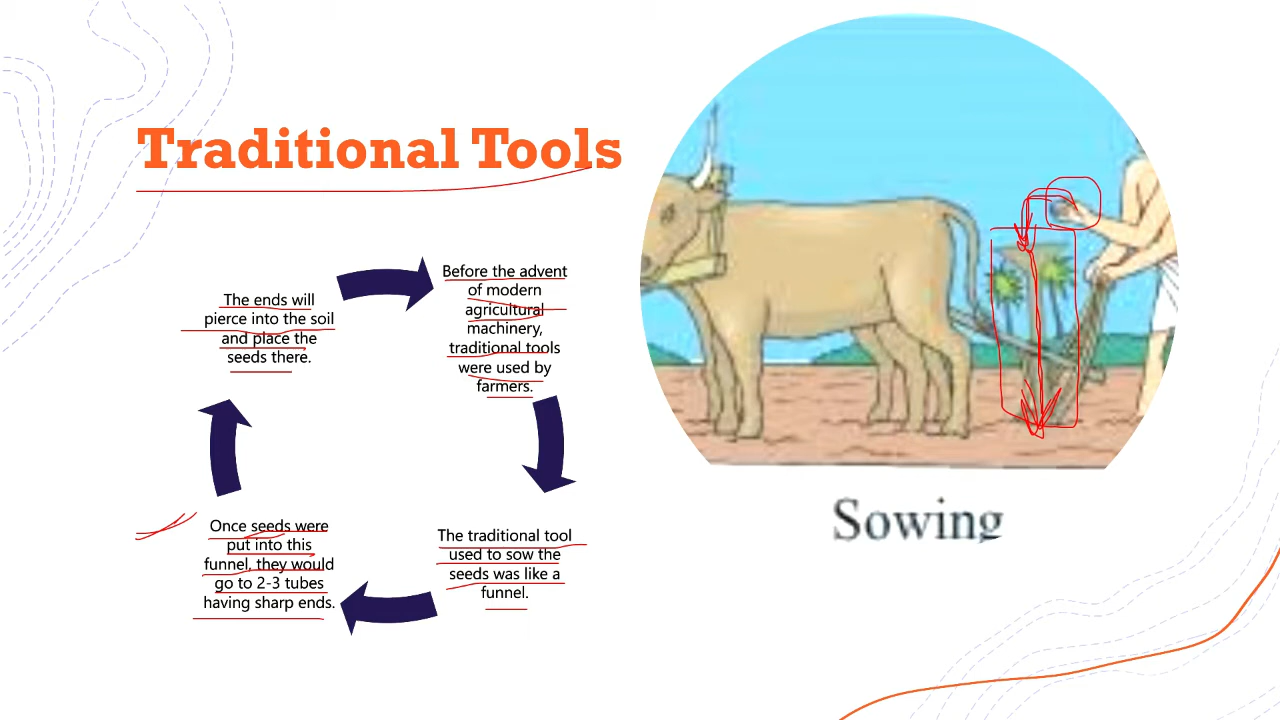 Traditional Tools
Before the advent
of modern
agricultural
machinery,
traditional tools
were used by
farmers.
The traditional tool
used to sow the
seeds was like a
funnel.
Once seeds were
put into this
funnel, they would
go to 2-3 tubes
having sharp ends.
The ends will
pierce into the soil
and place the
seeds there.
Sowing